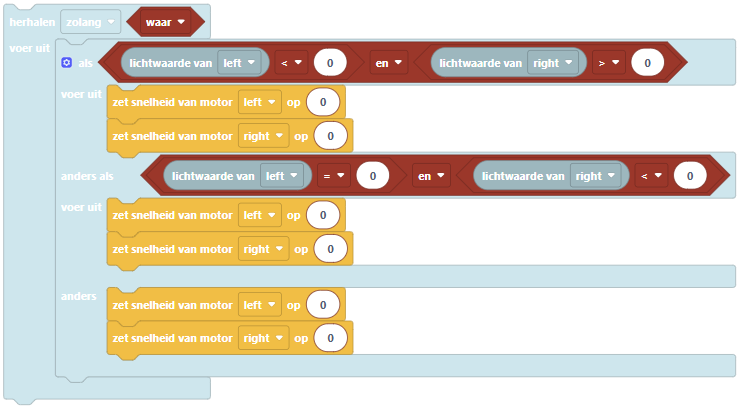 herhalen zolang waar
voer uit
als lichtwaarde van left < 0 en lichtwaarde van right > 0
voer uit zet snelheid van motor left op 0
zet snelheid van motor right op 0
anders als lichtwaarde van left = 0 en lichtwaarde van right < 0
voer uit zet snelheid van motor left op 0
zet snelheid van motor right op 0
anders zet snelheid van motor left op 0
zet snelheid van motor right op 0